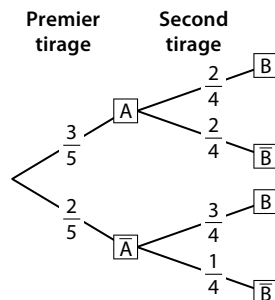 Premier Second
tirage tirage
B
2/4
A
3/5
2/4
B̅
B
2/5
3/4
A̅
1/4
B̅